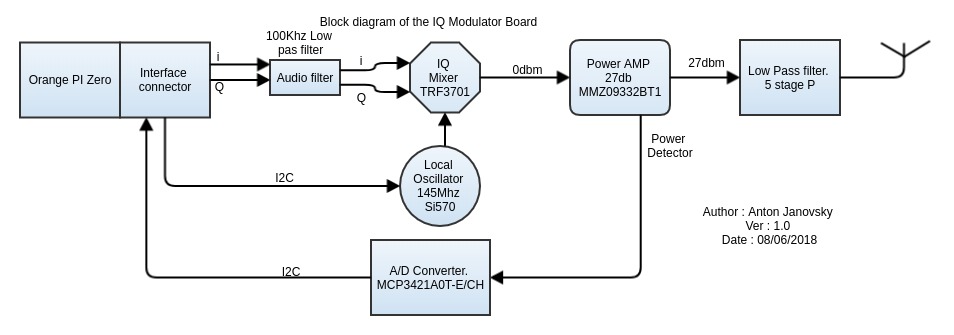 Block diagram of the IQ Modulator Board
100Khz Low
pas filter
Orange PI Zero
Interface
connector
i
Q
Audio filter
i
Q
IQ
Mixer
TRF3701
0dbm
Power AMP
27db
MMZ09332BT1
27dbm
Low Pass filter.
5 stage P
Power
Detector
Local
Oscillator
145Mhz
Si570
I2C
Author : Anton Janovsky
Ver : 1.0
Date : 08/06/2018
I2C
A/D Converter.
MCP3421A0T-E/CH